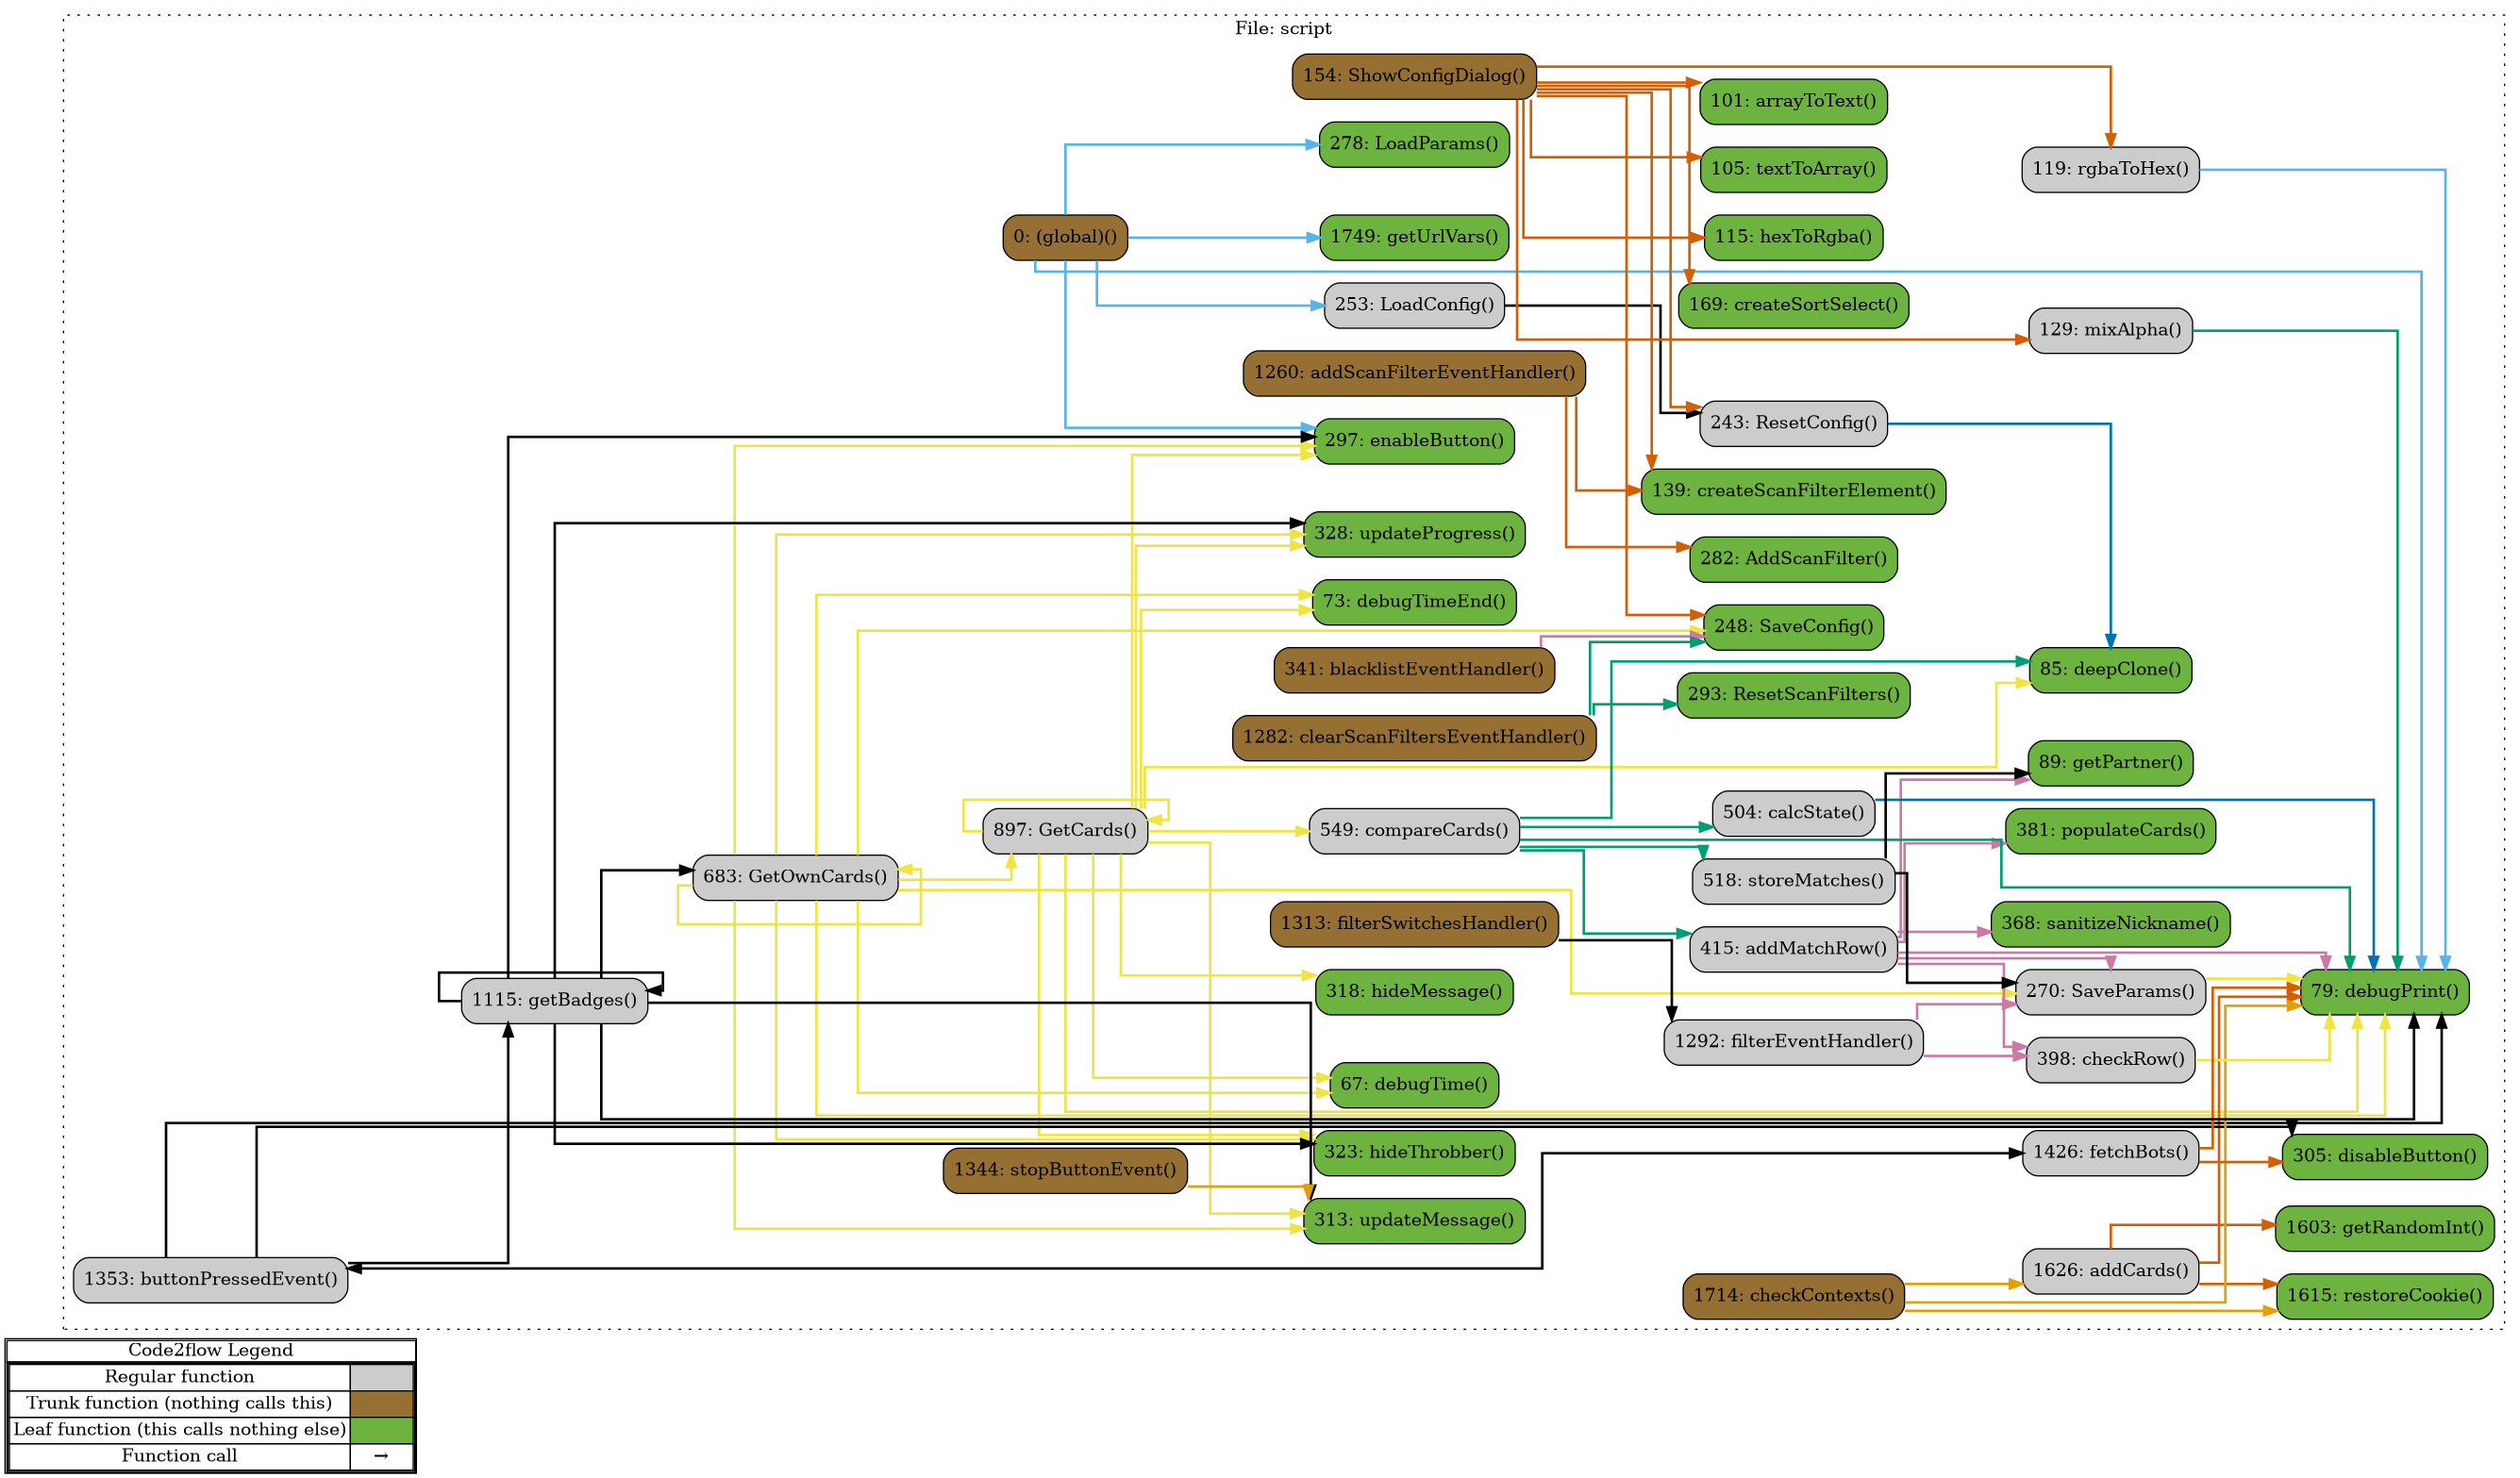 File: script
154: ShowConfigDialog()
101: arrayToText()
278: LoadParams()
105: textToArray()
119: rgbaToHex()
0: (global)()
1749: getUrlVars()
115: hexToRgba()
253: LoadConfig()
169: createSortSelect()
129: mixAlpha()
1260: addScanFilterEventHandler()
243: ResetConfig()
297: enableButton()
139: createScanFilterElement()
328: updateProgress()
282: AddScanFilter()
73: debugTimeEnd()
248: SaveConfig()
341: blacklistEventHandler()
85: deepClone()
293: ResetScanFilters()
1282: clearScanFiltersEventHandler()
89: getPartner()
504: calcState()
897: GetCards()
549: compareCards()
381: populateCards()
683: GetOwnCards()
518: storeMatches()
1313: filterSwitchesHandler()
368: sanitizeNickname()
415: addMatchRow()
1115: getBadges()
318: hideMessage()
270: SaveParams()
79: debugPrint()
1292: filterEventHandler()
398: checkRow()
67: debugTime()
323: hideThrobber()
1426: fetchBots()
305: disableButton()
1344: stopButtonEvent()
313: updateMessage()
1603: getRandomInt()
1353: buttonPressedEvent()
1626: addCards()
1714: checkContexts()
1615: restoreCookie()
Code2flow Legend
Regular function
Trunk function (nothing calls this)
Leaf function (this calls nothing else)
Function call →